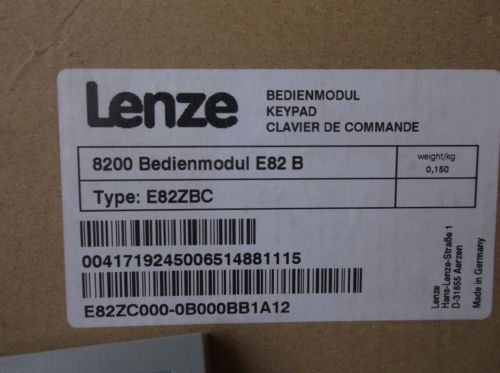 Lenze
BEDIENMODUL
KEYPAD
CLAVIER DE COMMANDE
8200 Bedienmodul E82 B
weight/kg
0,150
Type: E82ZBC
0041719245006514881115
E82ZC000-0B000BB1A12
Lenze
Hans-Lenze-Straße 1
D-31855 Aerzen
Made in Germany